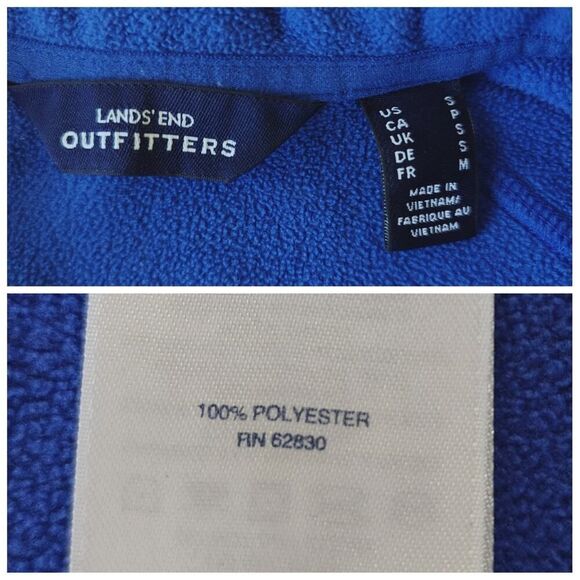 LANDS' END
OUTFITTERS
US S
CA P
UK S
DE S
FR M
MADE IN
VIETNAM/
FABRIQUE AU
VIETNAM
100% POLYESTER
RN 62830